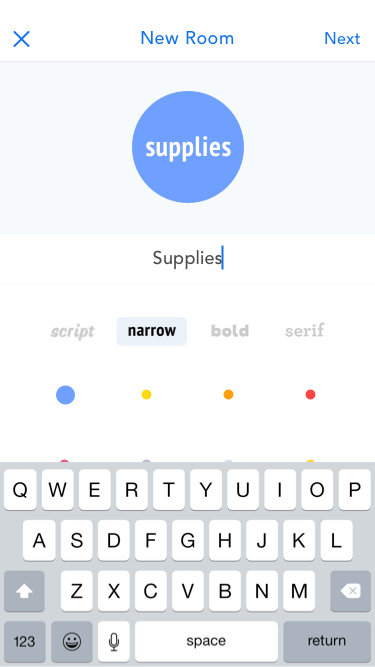 New Room Next
supplies
Supplies
script narrow bold serif
Q W E R T Y U I O P
A S D F G H J K L
Z X C V B N M
123 space return